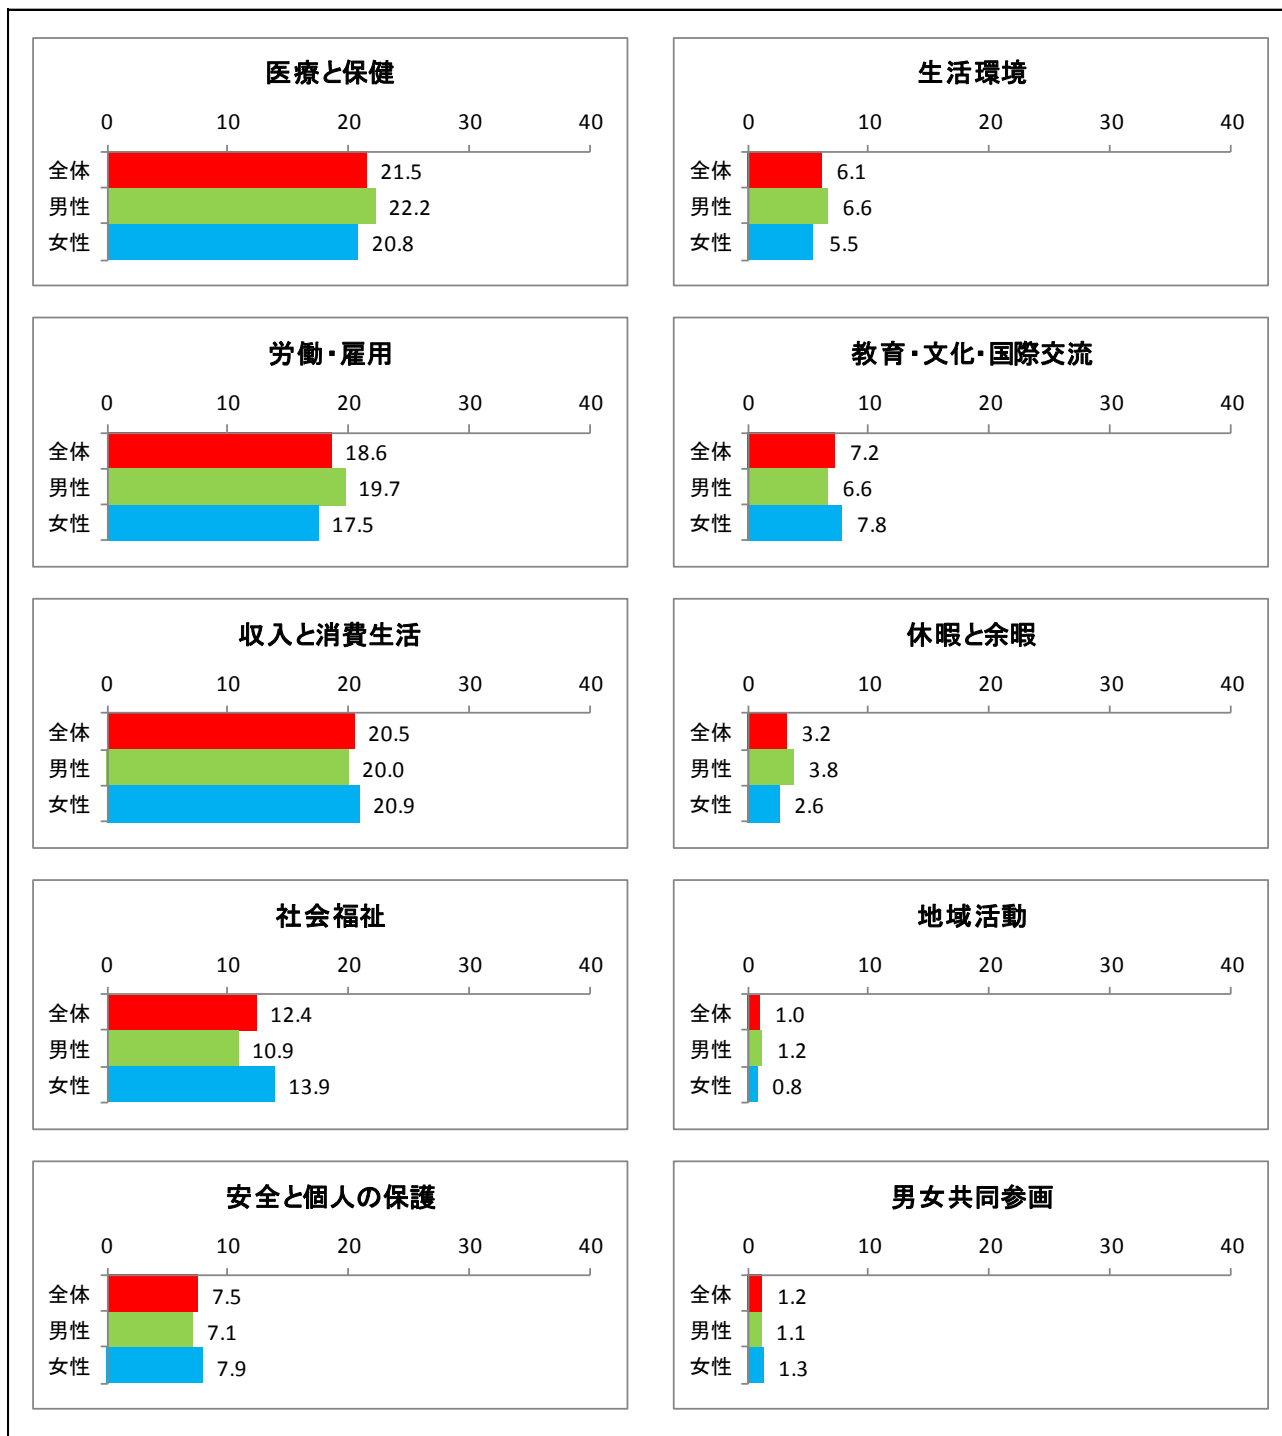 医療と保健
0 10 20 30 40
全体 21.5
男性 22.2
女性 20.8
生活環境
0 10 20 30 40
全体 6.1
男性 6.6
女性 5.5
労働・雇用
0 10 20 30 40
全体 18.6
男性 19.7
女性 17.5
教育・文化・国際交流
0 10 20 30 40
全体 7.2
男性 6.6
女性 7.8
収入と消費生活
0 10 20 30 40
全体 20.5
男性 20.0
女性 20.9
休暇と余暇
0 10 20 30 40
全体 3.2
男性 3.8
女性 2.6
社会福祉
0 10 20 30 40
全体 12.4
男性 10.9
女性 13.9
地域活動
0 10 20 30 40
全体 1.0
男性 1.2
女性 0.8
安全と個人の保護
0 10 20 30 40
全体 7.5
男性 7.1
女性 7.9
男女共同参画
0 10 20 30 40
全体 1.2
男性 1.1
女性 1.3